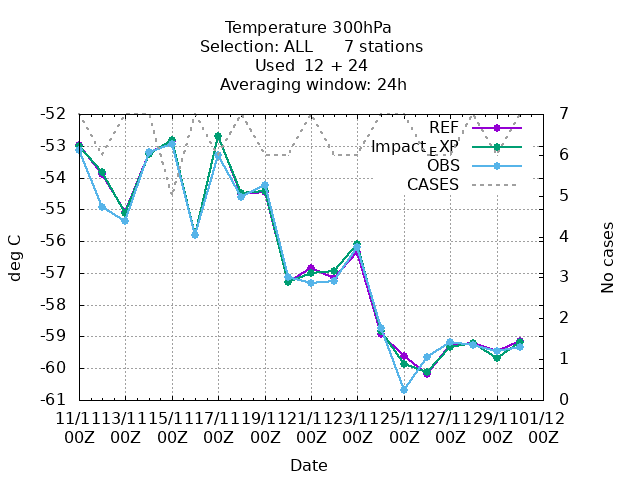 Temperature 300hPa
Selection: ALL 7 stations
Used 12 + 24
Averaging window: 24h
-52 7
REF
-53
Impact EXP
6
OBS
-54
CASES
5
-55
-56 4
deg C
No cases
-57 3
-58
2
-59
1
-60
-61 0
11/11 13/11 15/11 17/11 19/11 21/11 23/11 25/11 27/11 29/11 01/12
00Z 00Z 00Z 00Z 00Z 00Z 00Z 00Z 00Z 00Z 00Z
Date